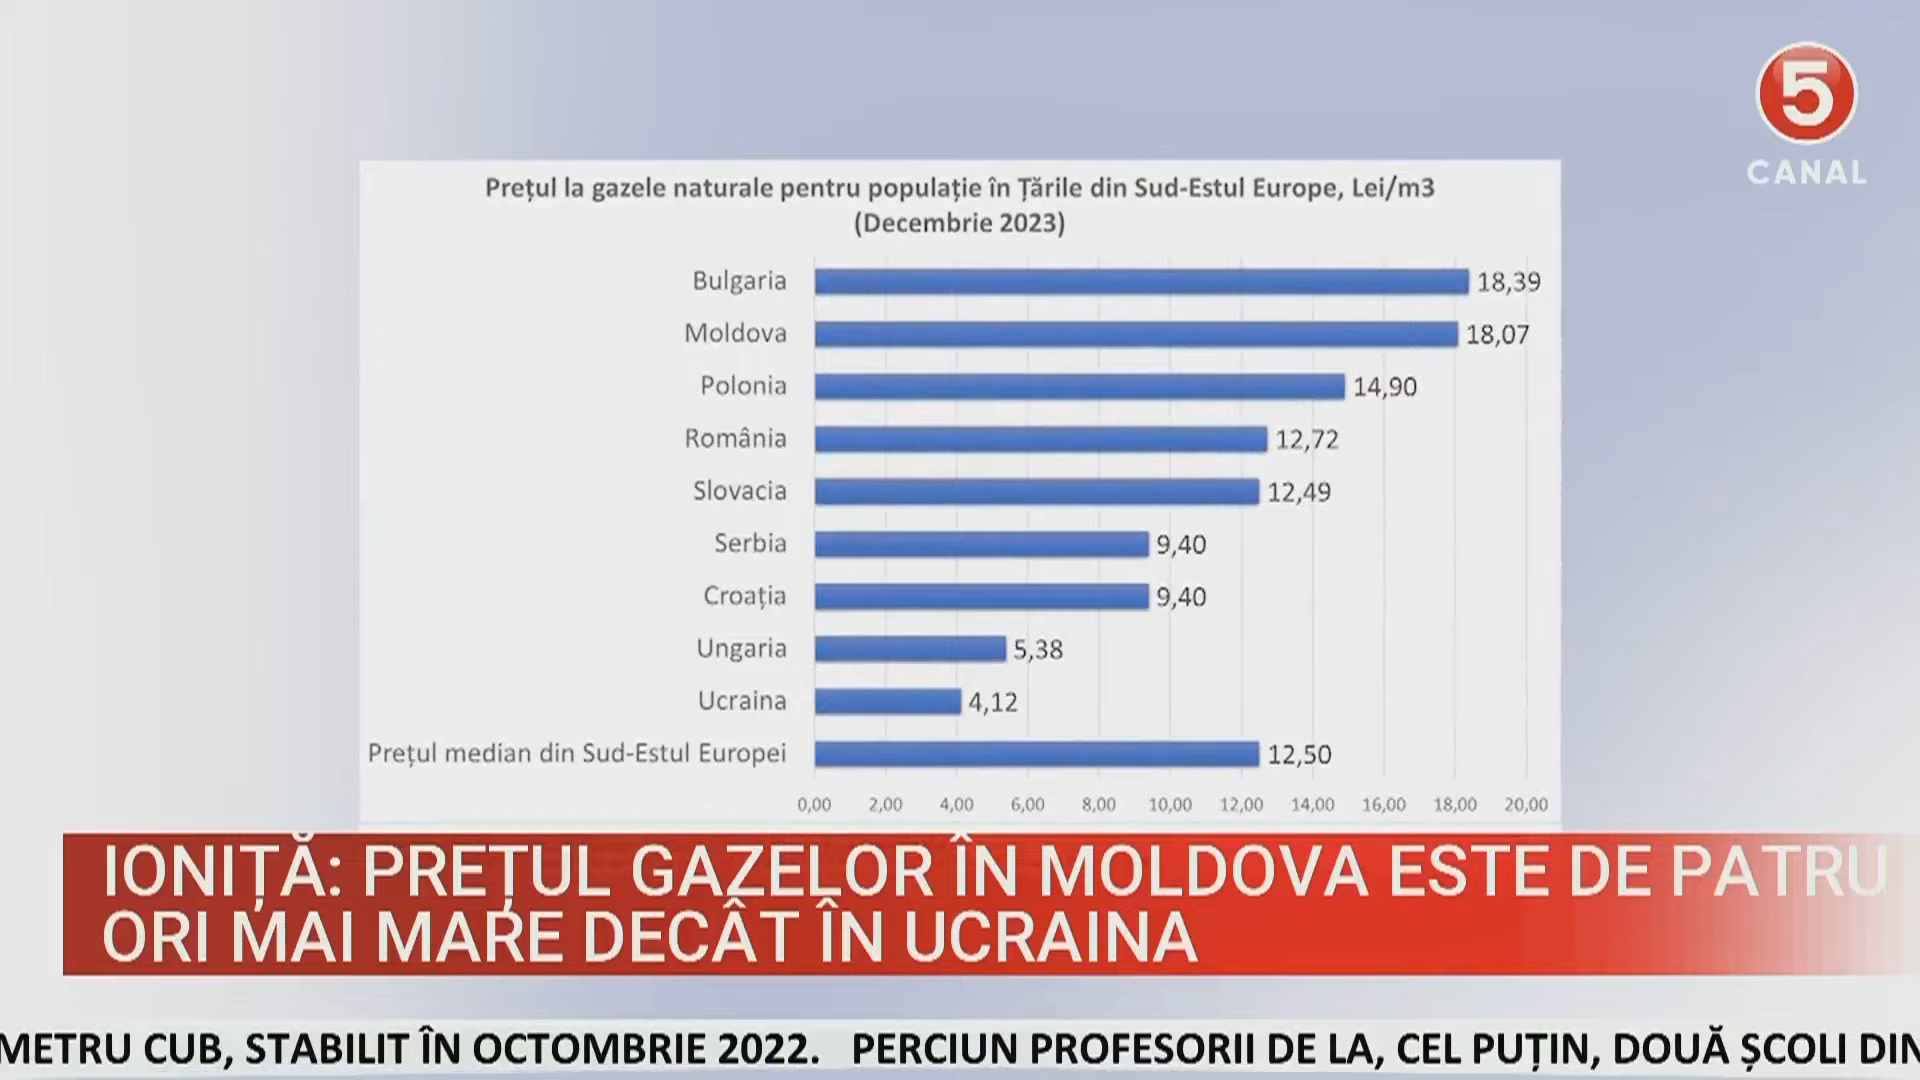 5
CANAL
Prețul la gazele naturale pentru populație în Țările din Sud-Estul Europe, Lei/m3
(Decembrie 2023)
Bulgaria 18,39
Moldova 18,07
Polonia 14,90
România 12,72
Slovacia 12,49
Serbia 9,40
Croația 9,40
Ungaria 5,38
Ucraina 4,12
Prețul median din Sud-Estul Europei 12,50
0,00 2,00 4,00 6,00 8,00 10,00 12,00 14,00 16,00 18,00 20,00
IONIȚĂ: PREȚUL GAZELOR ÎN MOLDOVA ESTE DE PATRU
ORI MAI MARE DECÂT ÎN UCRAINA
METRU CUB, STABILIT ÎN OCTOMBRIE 2022. PERCIUN PROFESORII DE LA, CEL PUȚIN, DOUĂ ȘCOLI DIN